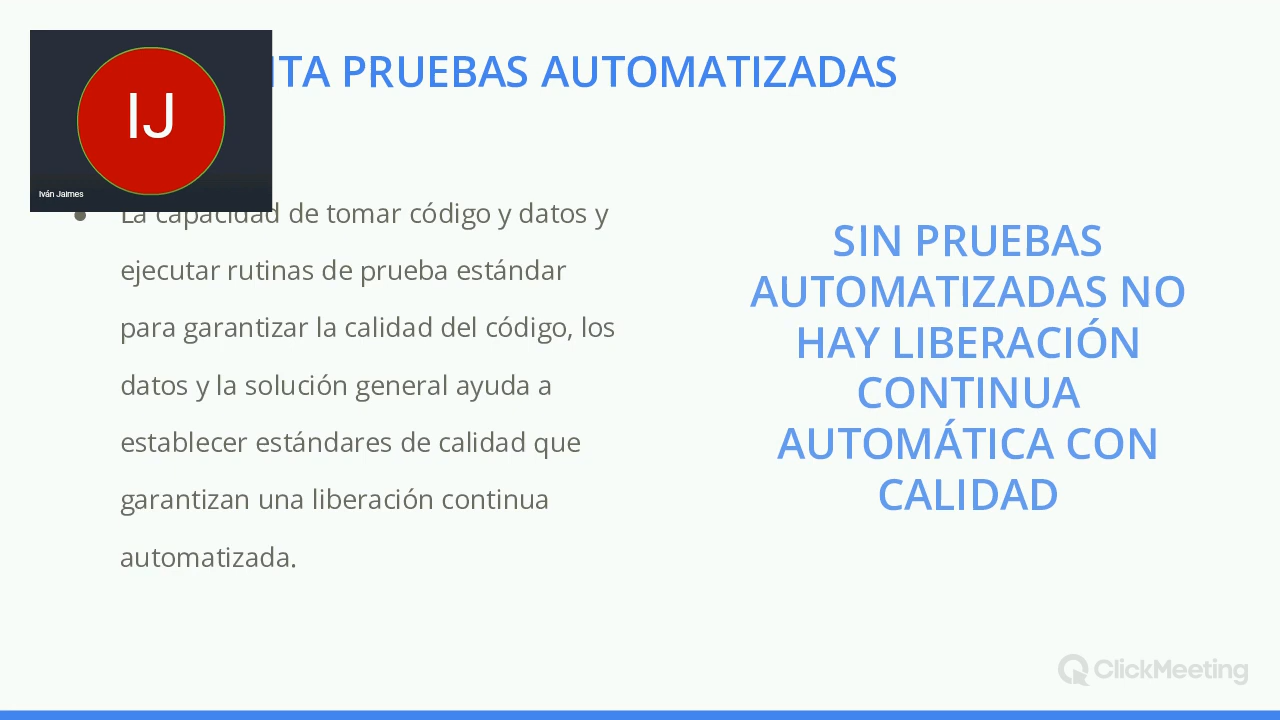 IJ
Iván Jaimes
ITA PRUEBAS AUTOMATIZADAS
La capacidad de tomar código y datos y
ejecutar rutinas de prueba estándar
para garantizar la calidad del código, los
datos y la solución general ayuda a
establecer estándares de calidad que
garantizan una liberación continua
automatizada.
SIN PRUEBAS
AUTOMATIZADAS NO
HAY LIBERACIÓN
CONTINUA
AUTOMÁTICA CON
CALIDAD
ClickMeeting